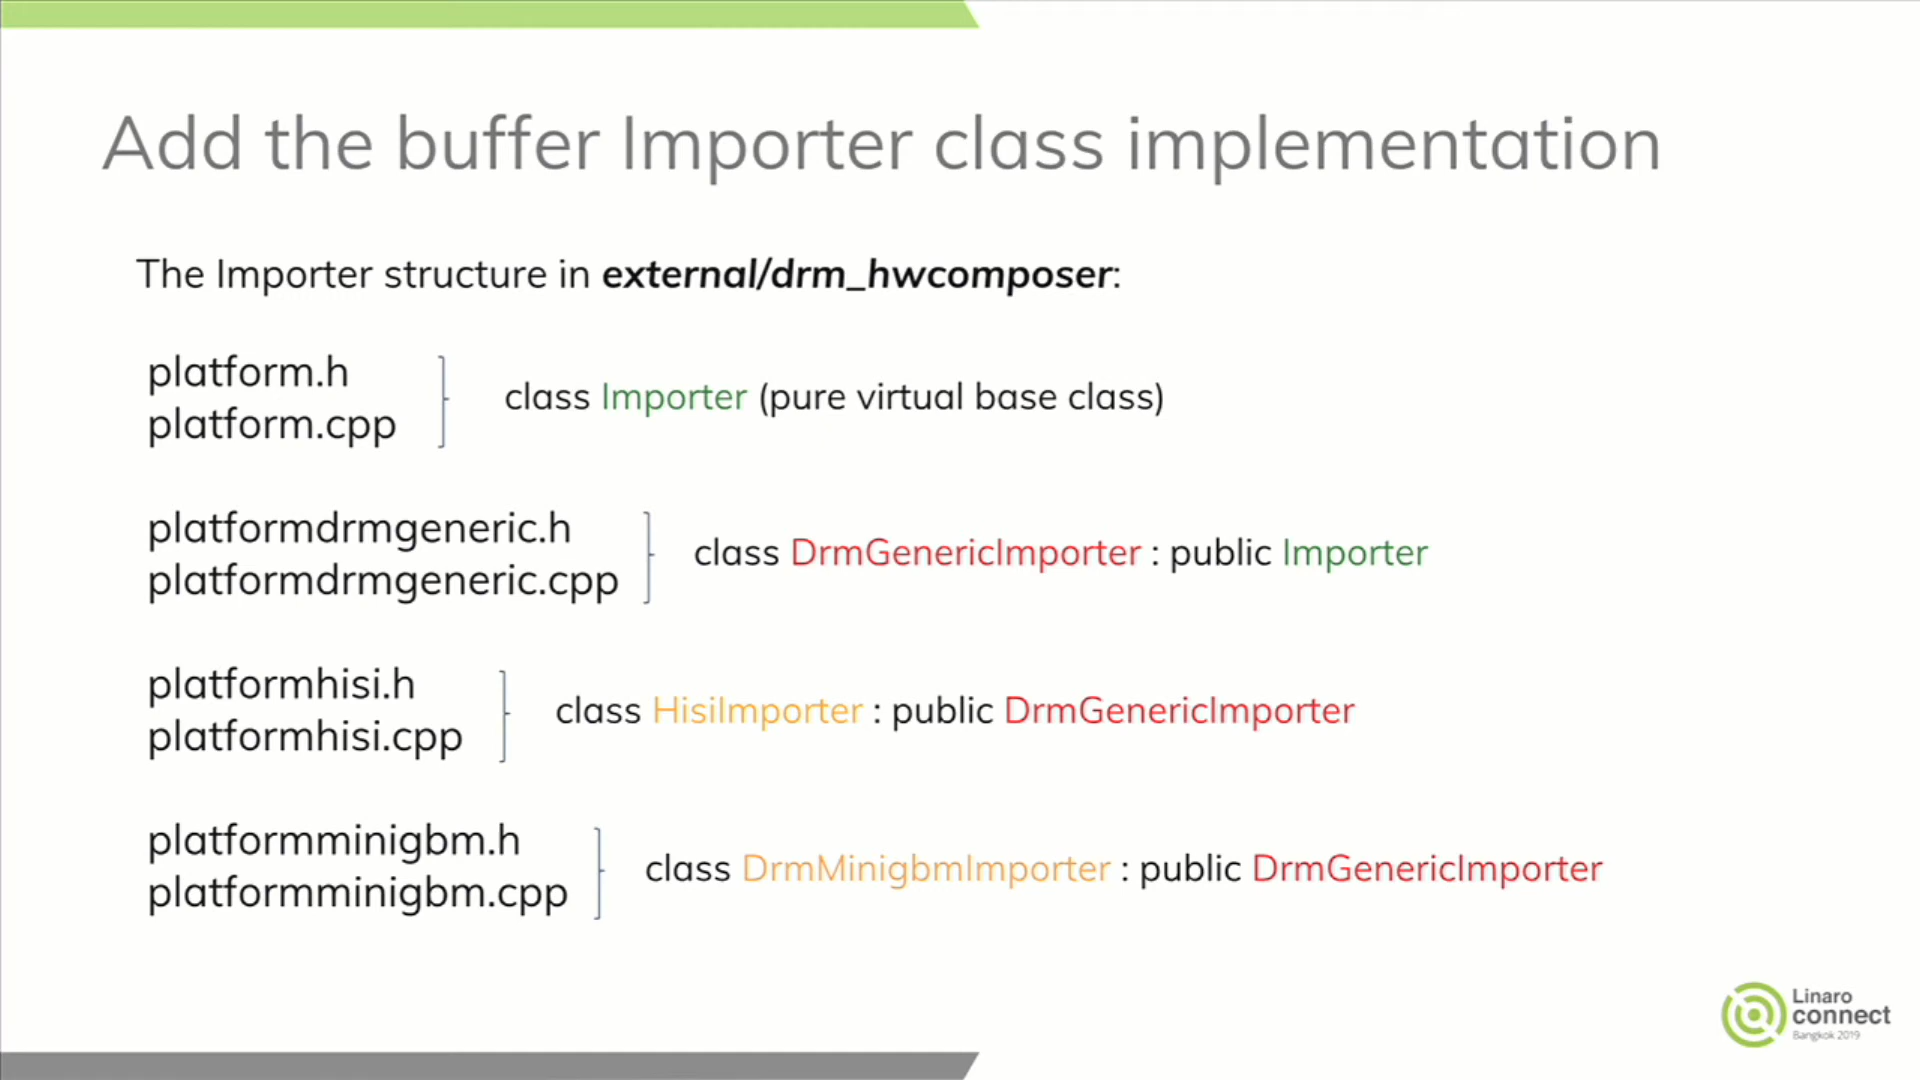 Add the buffer Importer class implementation
The Importer structure in external/drm_hwcomposer:
platform.h
platform.cpp
class Importer (pure virtual base class)
platformdrmgeneric.h
platformdrmgeneric.cpp
class DrmGenericImporter : public Importer
platformhisi.h
platformhisi.cpp
class HisiImporter : public DrmGenericImporter
platformminigbm.h
platformminigbm.cpp
class DrmMinigbmImporter : public DrmGenericImporter
Linaro
connect
Bangkok 2019